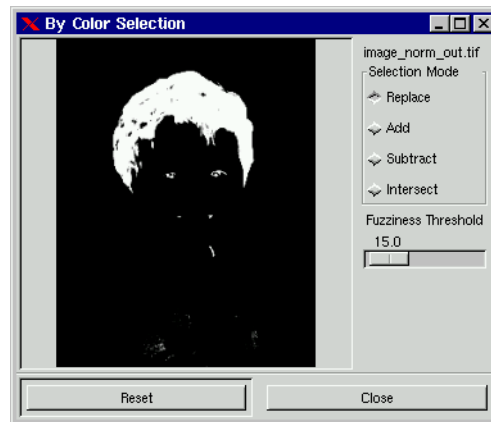 By Color Selection
image_norm_out.tif
Selection Mode
Replace
Add
Subtract
Intersect
Fuzziness Threshold
15.0
Reset
Close